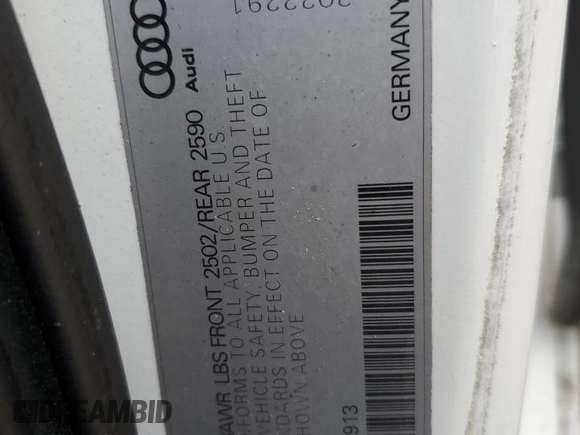 Audi
GERMANY
GAWR LBS FRONT 2502/REAR 2590
FORMS TO ALL APPLICABLE U.S.
VEHICLE SAFETY, BUMPER AND THEFT
NDARDS IN EFFECT ON THE DATE OF
SHOWN ABOVE
913
DREAMBID